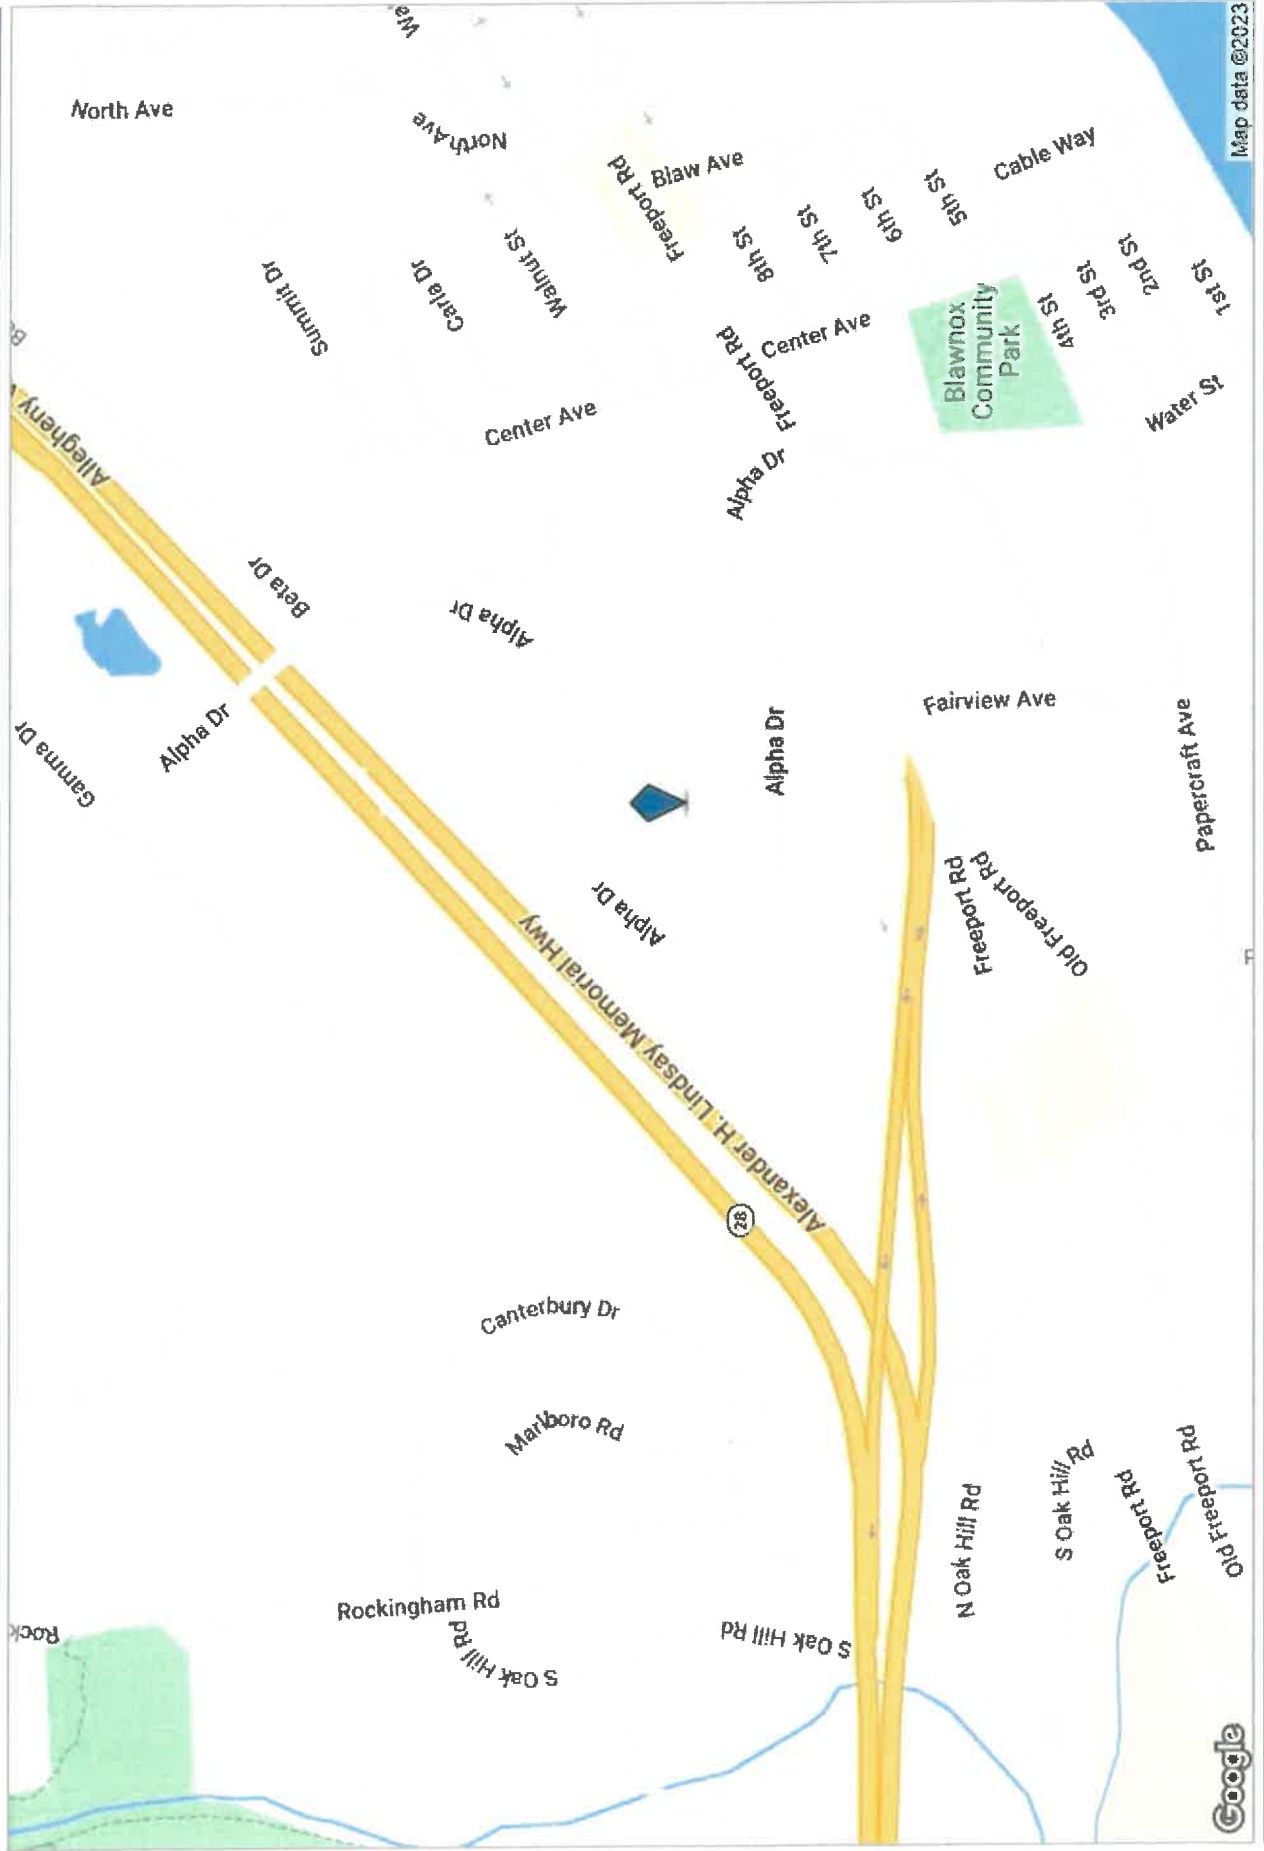 Rock
Gamma Dr
Allegheny
North Ave
Alpha Dr
Beta Dr
Summit Dr
Rockingham Rd
Carla Dr
Wa
North Ave
S Oak Hill Rd
Alpha Dr
Walnut St
Center Ave
Canterbury Dr
Marlboro Rd
Alpha Dr
Freeport Rd
Alexander H. Lindsay Memorial Hwy
Blaw Ave
28
Alpha Dr
Freeport Rd
8th St
Alpha Dr
S Oak Hill Rd
Center Ave
7th St
6th St
5th St
N Oak Hill Rd
Freeport Rd
Fairview Ave
Blawnox
Community
Park
Old Freeport Rd
Cable Way
4th St
S Oak Hill Rd
3rd St
2nd St
Freeport Rd
Papercraft Ave
Water St
Old Freeport Rd
1st St
Google
Map data ©2023